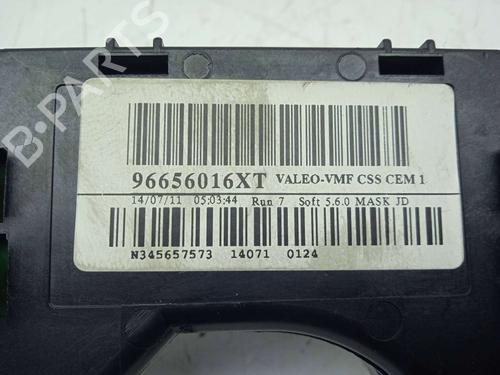 96656016XT VALEO-VMF CSS CEM 1
14/07/11 05:03:44 Run 7 Soft 5.6.0 MASK JD
N345657573 14071 0124
B-PARTS